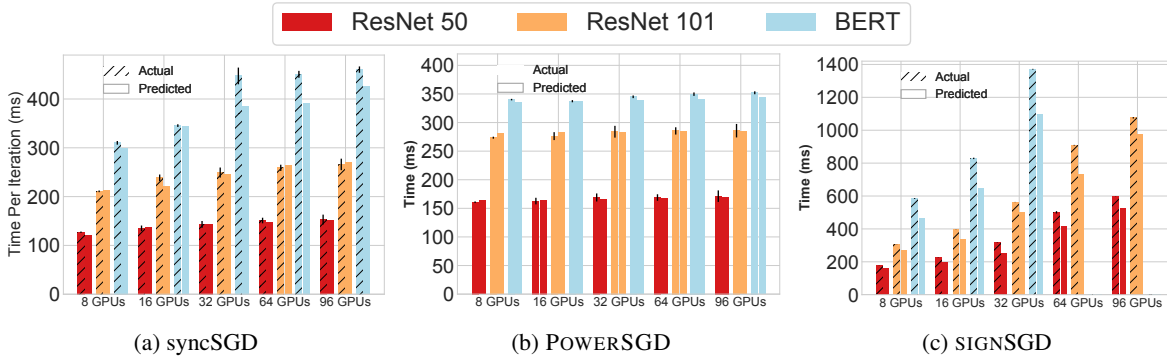 ResNet 50 ResNet 101 BERT
Time Per Iteration (ms)
400
300
200
100
0
Actual
Predicted
8 GPUs 16 GPUs 32 GPUs 64 GPUs 96 GPUs
(a) syncSGD
Time (ms)
400
350
300
250
200
150
100
50
0
Actual
Predicted
8 GPUs 16 GPUs 32 GPUs 64 GPUs 96 GPUs
(b) POWERSGD
Time (ms)
1400
1200
1000
800
600
400
200
0
Actual
Predicted
8 GPUs 16 GPUs 32 GPUs 64 GPUs 96 GPUs
(c) SIGNSGD